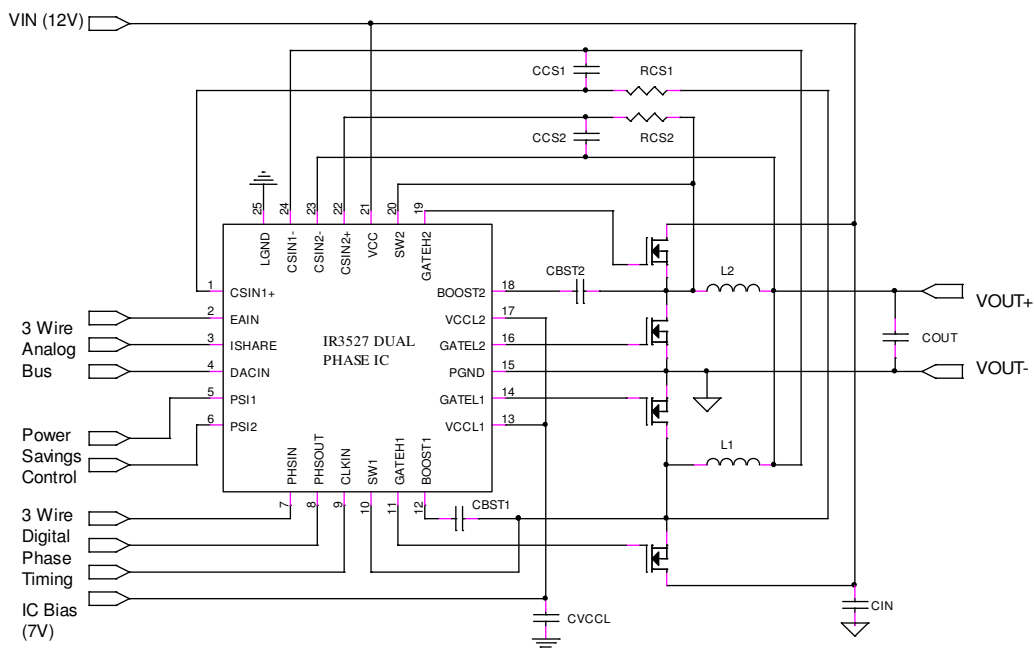 VIN (12V)
CCS1
RCS1
CCS2
RCS2
25
24
23
22
21
20
19
LGND
CSIN1-
CSIN2-
CSIN2+
VCC
SW2
GATEH2
1
CSIN1+
2
EAIN
3
ISHARE
4
DACIN
5
PSI1
6
PSI2
IR3527 DUAL
PHASE IC
BOOST2
18
VCCL2
17
GATEL2
16
PGND
15
GATEL1
14
VCCL1
13
PHSIN
PHSOUT
CLKIN
SW1
GATEH1
BOOST1
7
8
9
10
11
12
CBST2
CBST1
L2
L1
COUT
VOUT+
VOUT-
CIN
CVCCL
3 Wire
Analog
Bus
Power
Savings
Control
3 Wire
Digital
Phase
Timing
IC Bias
(7V)